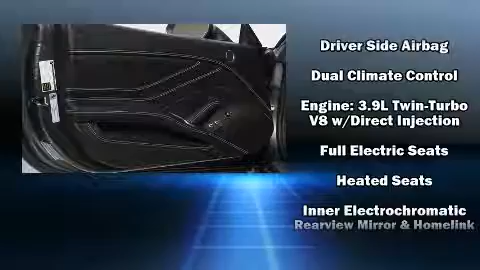 Driver Side Airbag
Dual Climate Control
Engine: 3.9L Twin-Turbo
V8 w/Direct Injection
Full Electric Seats
Heated Seats
Inner Electrochromatic
Rearview Mirror & Homelink